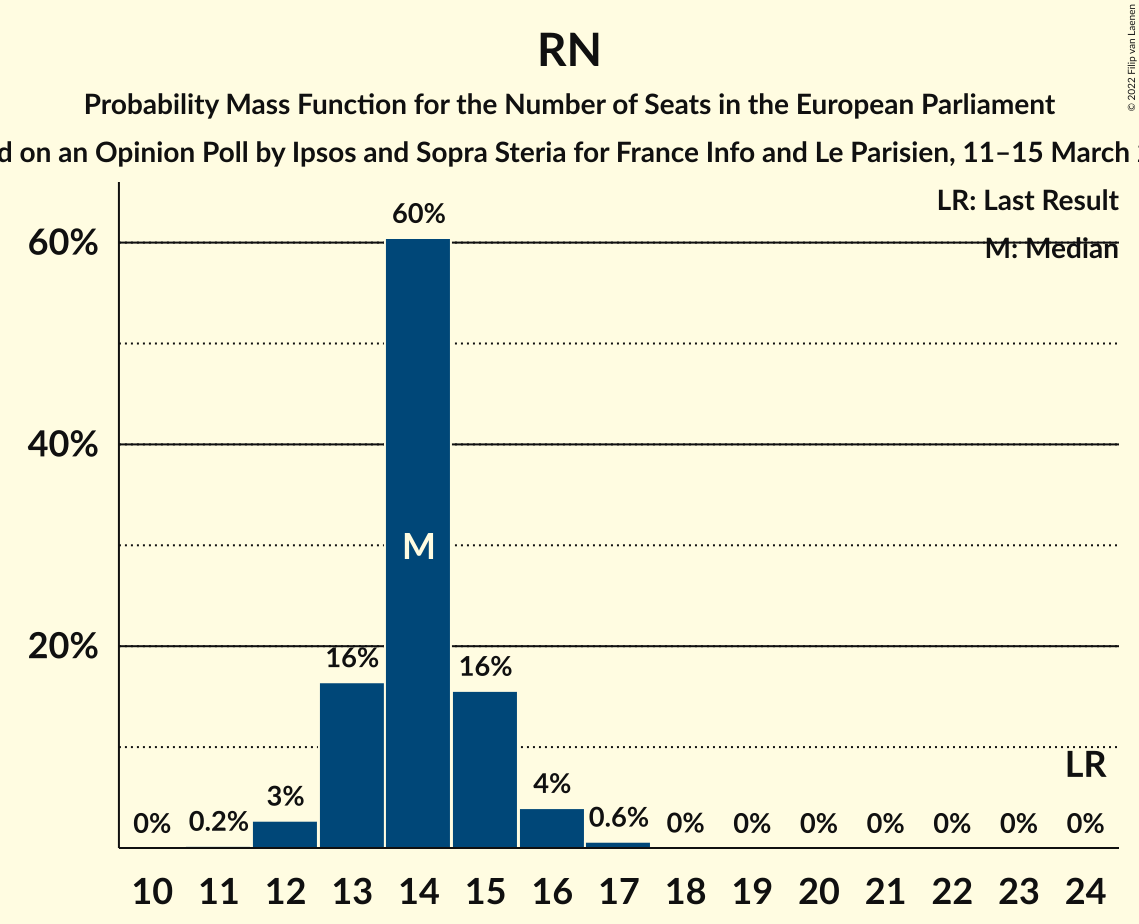 RN
Probability Mass Function for the Number of Seats in the European Parliament
on an Opinion Poll by Ipsos and Sopra Steria for France Info and Le Parisien, 11–15 March
© 2022 Filip van Laenen
LR: Last Result
M: Median
60%
40%
20%
0% 0.2% 3% 16% 60% 16% 4% 0.6% 0% 0% 0% 0% 0% 0% 0%
M
LR
10 11 12 13 14 15 16 17 18 19 20 21 22 23 24